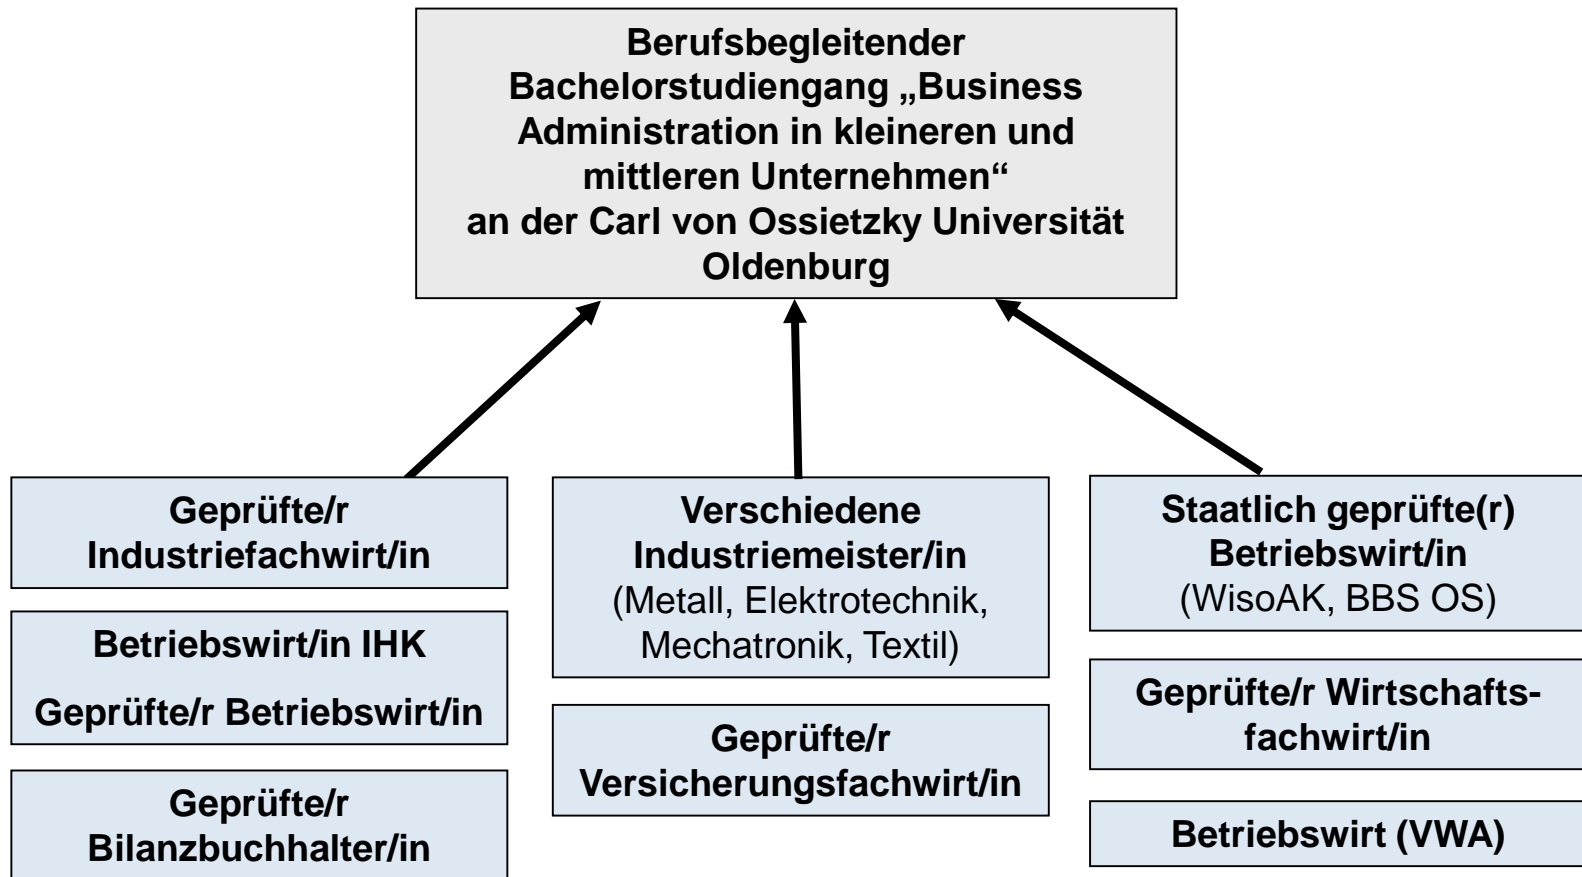 Berufsbegleitender
Bachelorstudiengang „Business
Administration in kleineren und
mittleren Unternehmen“
an der Carl von Ossietzky Universität
Oldenburg
Geprüfte/r
Industriefachwirt/in
Betriebswirt/in IHK
Geprüfte/r Betriebswirt/in
Geprüfte/r
Bilanzbuchhalter/in
Verschiedene
Industriemeister/in
(Metall, Elektrotechnik,
Mechatronik, Textil)
Geprüfte/r
Versicherungsfachwirt/in
Staatlich geprüfte(r)
Betriebswirt/in
(WisoAK, BBS OS)
Geprüfte/r Wirtschafts-
fachwirt/in
Betriebswirt (VWA)